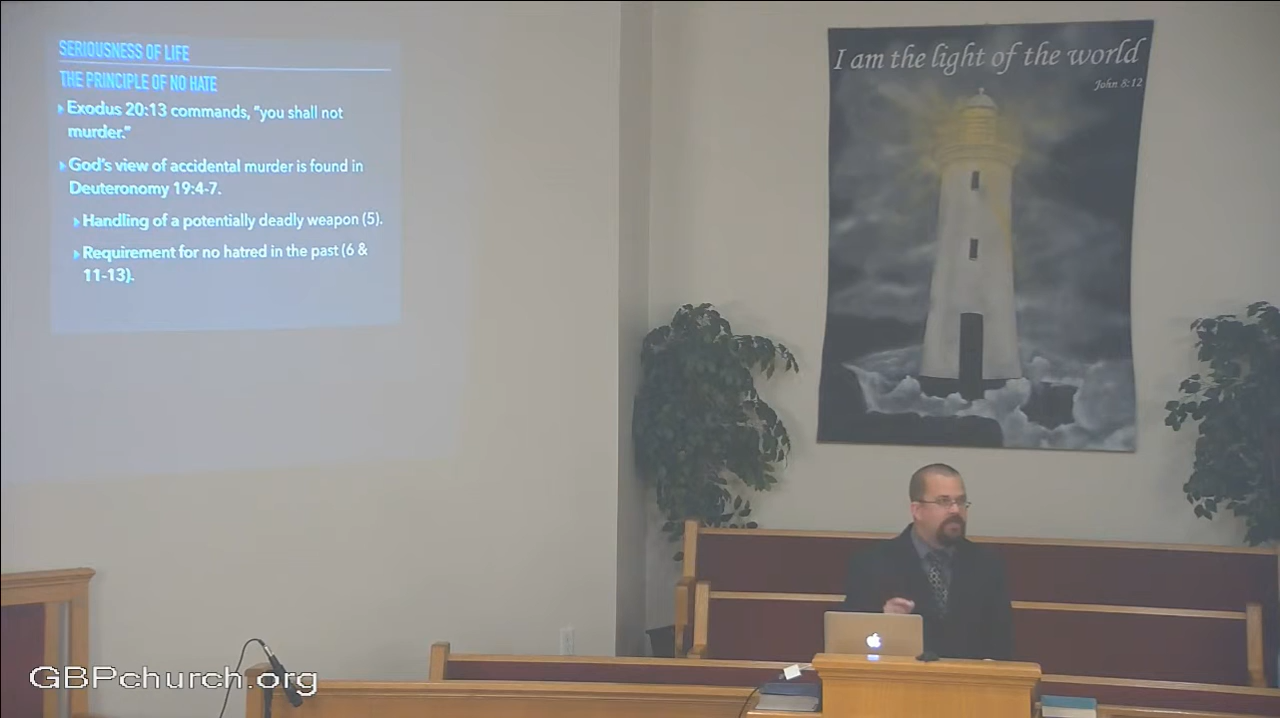 SERIOUSNESS OF LIFE
THE PRINCIPLE OF NO HATE
Exodus 20:13 commands, "you shall not
murder."
God's view of accidental murder is found in
Deuteronomy 19:4-7.
Handling of a potentially deadly weapon (5).
Requirement for no hatred in the past (6 &
11-13).
I am the light of the world
John 8:12
GBPchurch.org